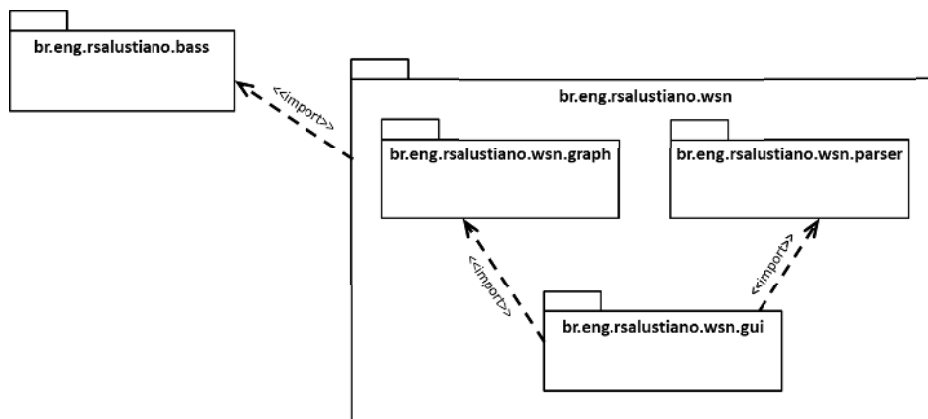 br.eng.rsalustiano.bass
<<import>>
br.eng.rsalustiano.wsn
br.eng.rsalustiano.wsn.graph
br.eng.rsalustiano.wsn.parser
<<import>>
<<import>>
br.eng.rsalustiano.wsn.gui